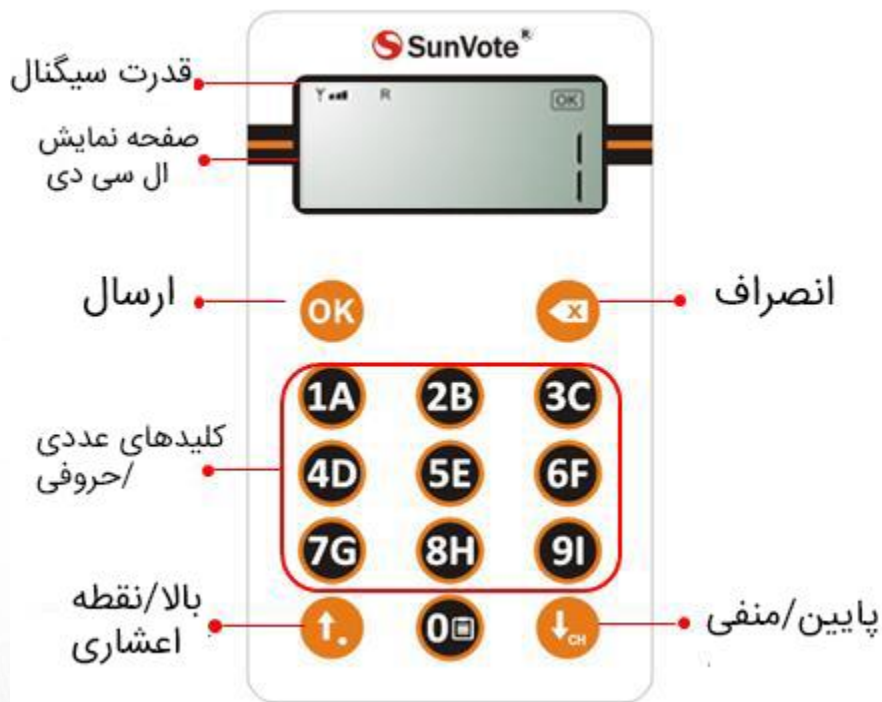 SunVote®
قدرت سیگنال
R
OK
صفحه نمایش
ال سی دی
ارسال
OK
انصراف
1A 2B 3C
کلیدهای عددی
/حروفی
4D 5E 6F
7G 8H 9I
بالا/نقطه
اعشاری
0
CH
پایین/منفی